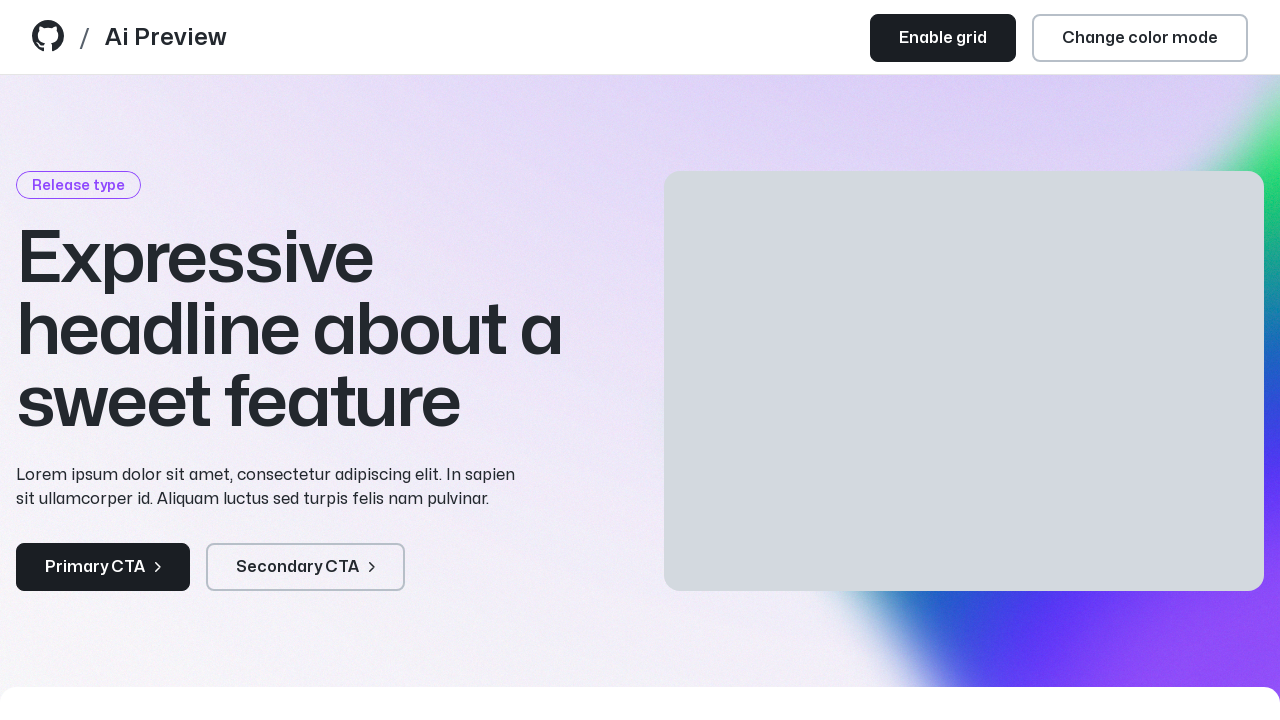 / Ai Preview
Enable grid
Change color mode
Release type
Expressive
headline about a
sweet feature
Lorem ipsum dolor sit amet, consectetur adipiscing elit. In sapien
sit ullamcorper id. Aliquam luctus sed turpis felis nam pulvinar.
Primary CTA
Secondary CTA